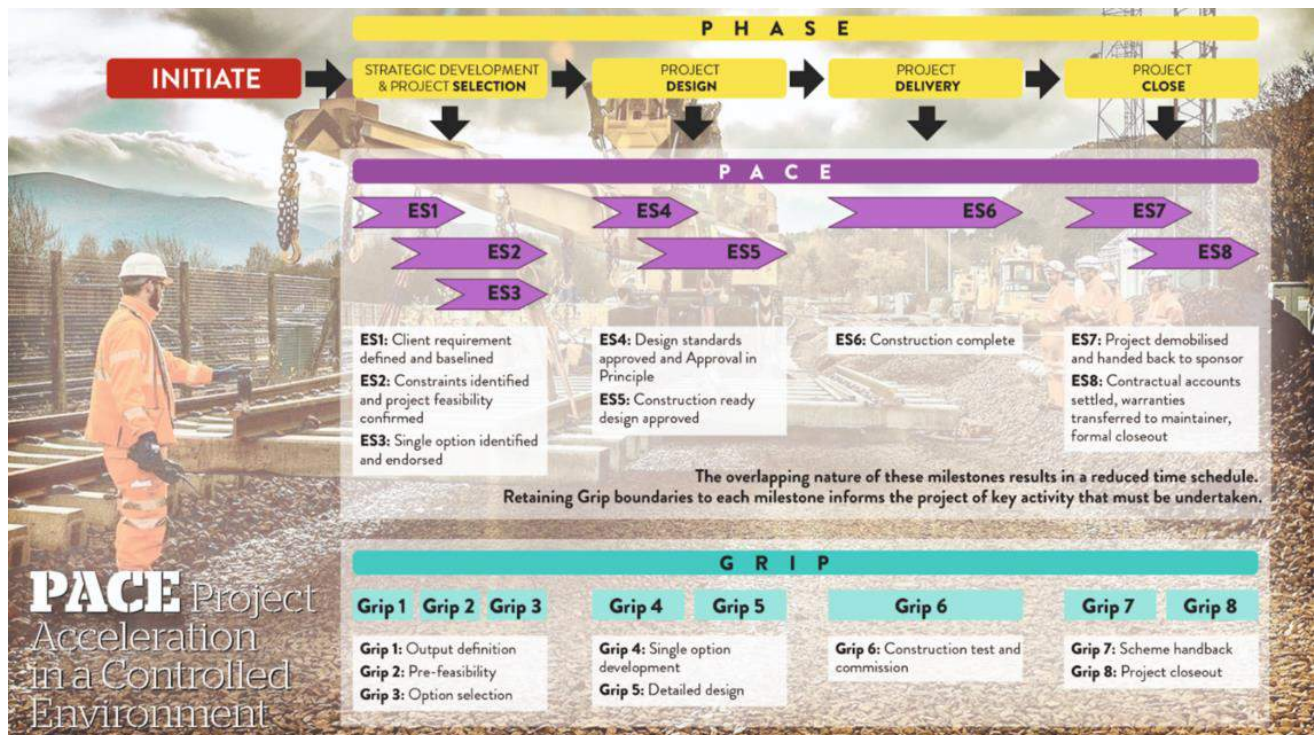 PHASE
INITIATE
STRATEGIC DEVELOPMENT
& PROJECT SELECTION
PROJECT
DESIGN
PROJECT
DELIVERY
PROJECT
CLOSE
PACE
ES1
ES2
ES3
ES4
ES5
ES6
ES7
ES8
ES1: Client requirement
defined and baselined
ES2: Constraints identified
and project feasibility
confirmed
ES3: Single option identified
and endorsed
ES4: Design standards
approved and Approval in
Principle
ES5: Construction ready
design approved
ES6: Construction complete
ES7: Project demobilised
and handed back to sponsor
ES8: Contractual accounts
settled, warranties
transferred to maintainer,
formal closeout
The overlapping nature of these milestones results in a reduced time schedule.
Retaining Grip boundaries to each milestone informs the project of key activity that must be undertaken.
GRIP
Grip 1 Grip 2 Grip 3
Grip 4 Grip 5
Grip 6
Grip 7 Grip 8
Grip 1: Output definition
Grip 2: Pre-feasibility
Grip 3: Option selection
Grip 4: Single option
development
Grip 5: Detailed design
Grip 6: Construction test and
commission
Grip 7: Scheme handback
Grip 8: Project closeout
PACE Project
Acceleration
in a Controlled
Environment